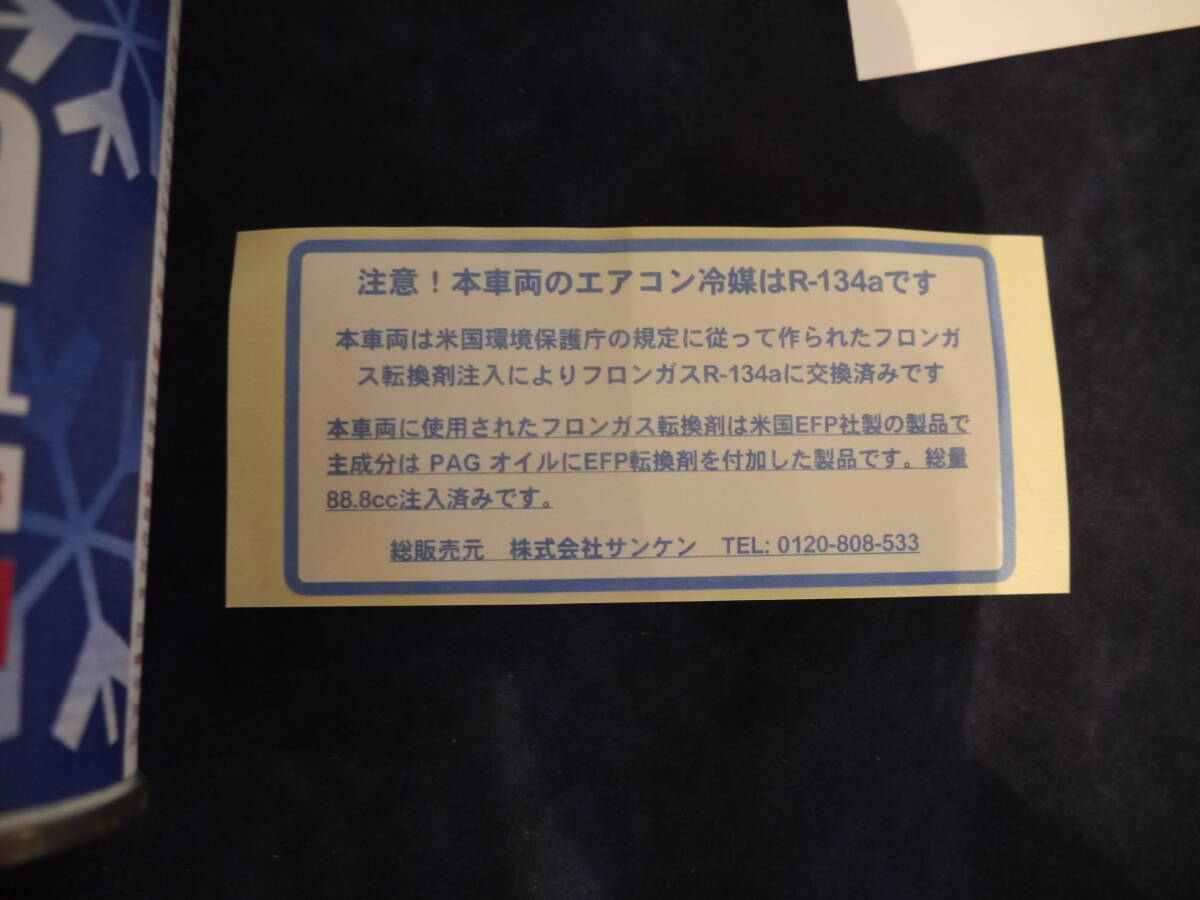 注意！本車両のエアコン冷媒はR-134aです
本車両は米国環境保護庁の規定に従って作られたフロンガ
ス転換剤注入によりフロンガスR-134aに交換済みです
本車両に使用されたフロンガス転換剤は米国EFP社製の製品で
主成分は PAG オイルにEFP転換剤を付加した製品です。総量
88.8cc注入済みです。
総販売元　株式会社サンケン　TEL: 0120-808-533